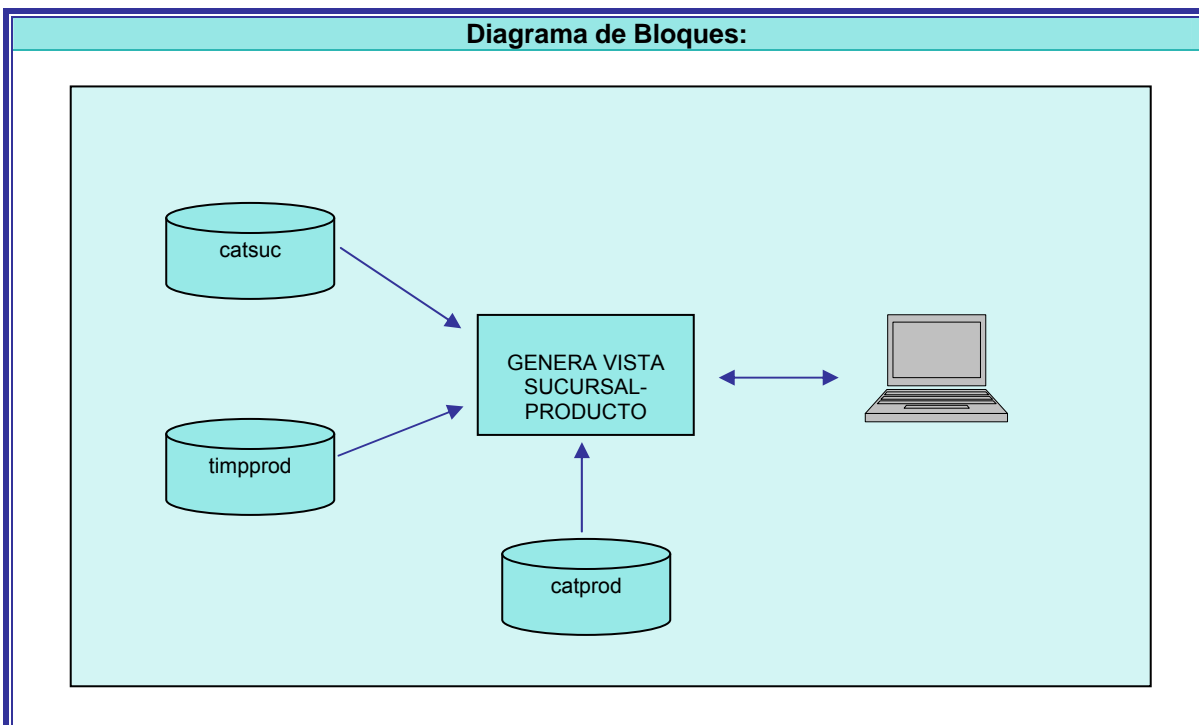 Diagrama de Bloques:
catsuc
GENERA VISTA
SUCURSAL-
PRODUCTO
timpprod
catprod